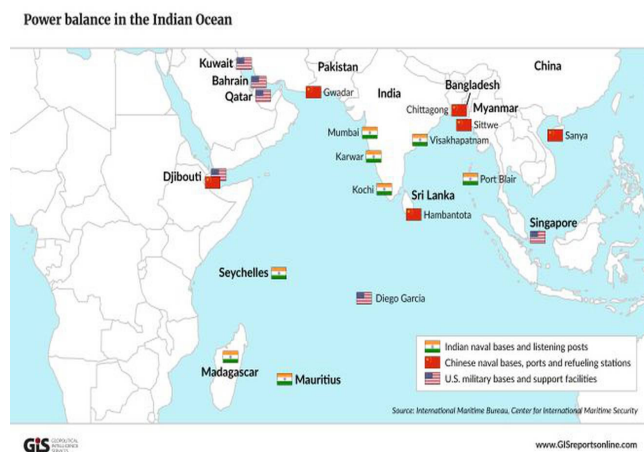 Power balance in the Indian Ocean
Kuwait
Bahrain
Qatar
Pakistan
Gwadar
China
India
Bangladesh
Chittagong
Myanmar
Sittwe
Mumbai
Visakhapatnam
Sanya
Karwar
Djibouti
Kochi
Port Blair
Sri Lanka
Hambantota
Singapore
Seychelles
Diego Garcia
Indian naval bases and listening posts
Chinese naval bases, ports and refueling stations
U.S. military bases and support facilities
Madagascar
Mauritius
Source: International Maritime Bureau, Center for International Maritime Security
GIS
GEOPOLITICAL
INTELLIGENCE
SERVICES
www.GISreportsonline.com